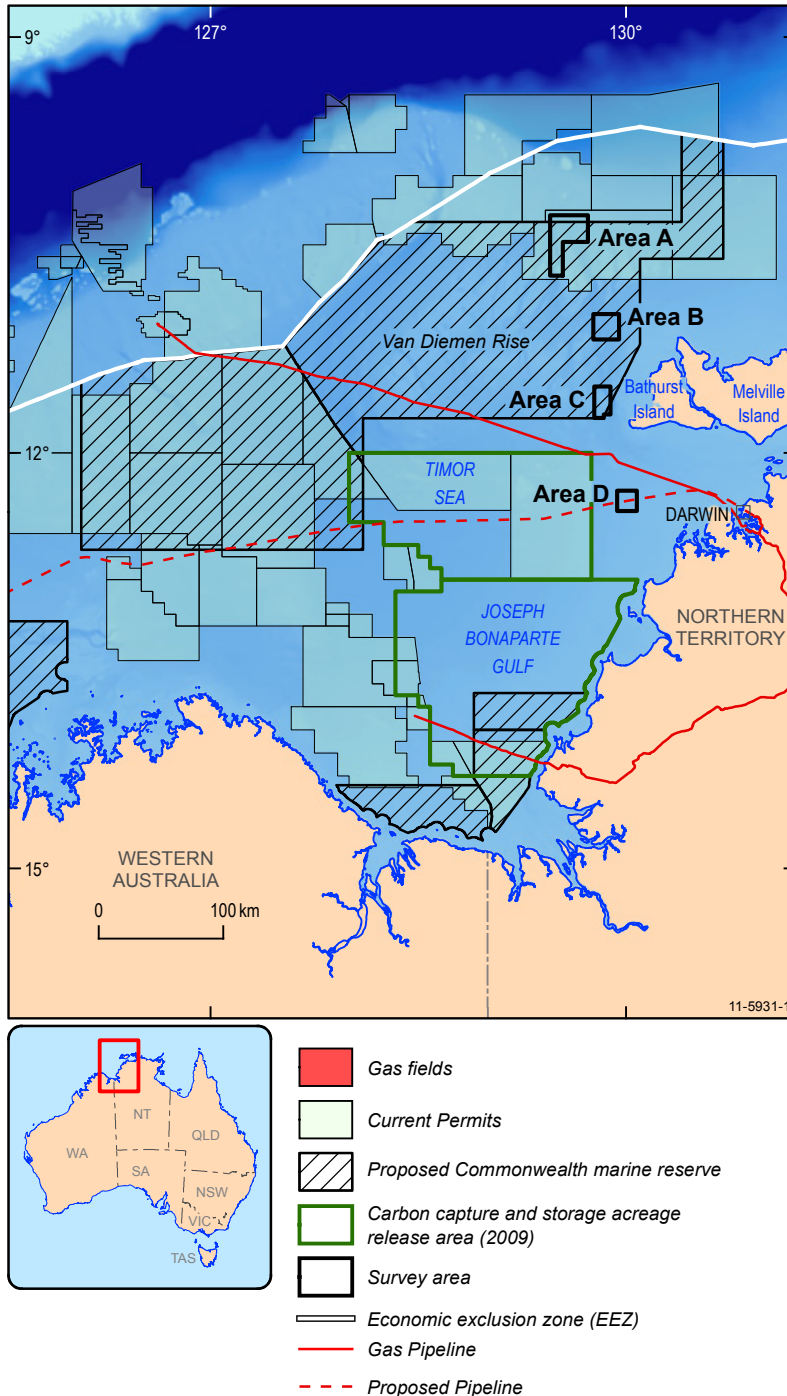 127°
130°
9°
Area A
Area B
Van Diemen Rise
Area C
Bathurst
Island
Melville
Island
12°
TIMOR
SEA
Area D
DARWIN
JOSEPH
BONAPARTE
GULF
NORTHERN
TERRITORY
WESTERN
AUSTRALIA
15°
0
100 km
11-5931-1
WA
NT
QLD
SA
NSW
VIC
TAS
Gas fields
Current Permits
Proposed Commonwealth marine reserve
Carbon capture and storage acreage
release area (2009)
Survey area
Economic exclusion zone (EEZ)
Gas Pipeline
Proposed Pipeline